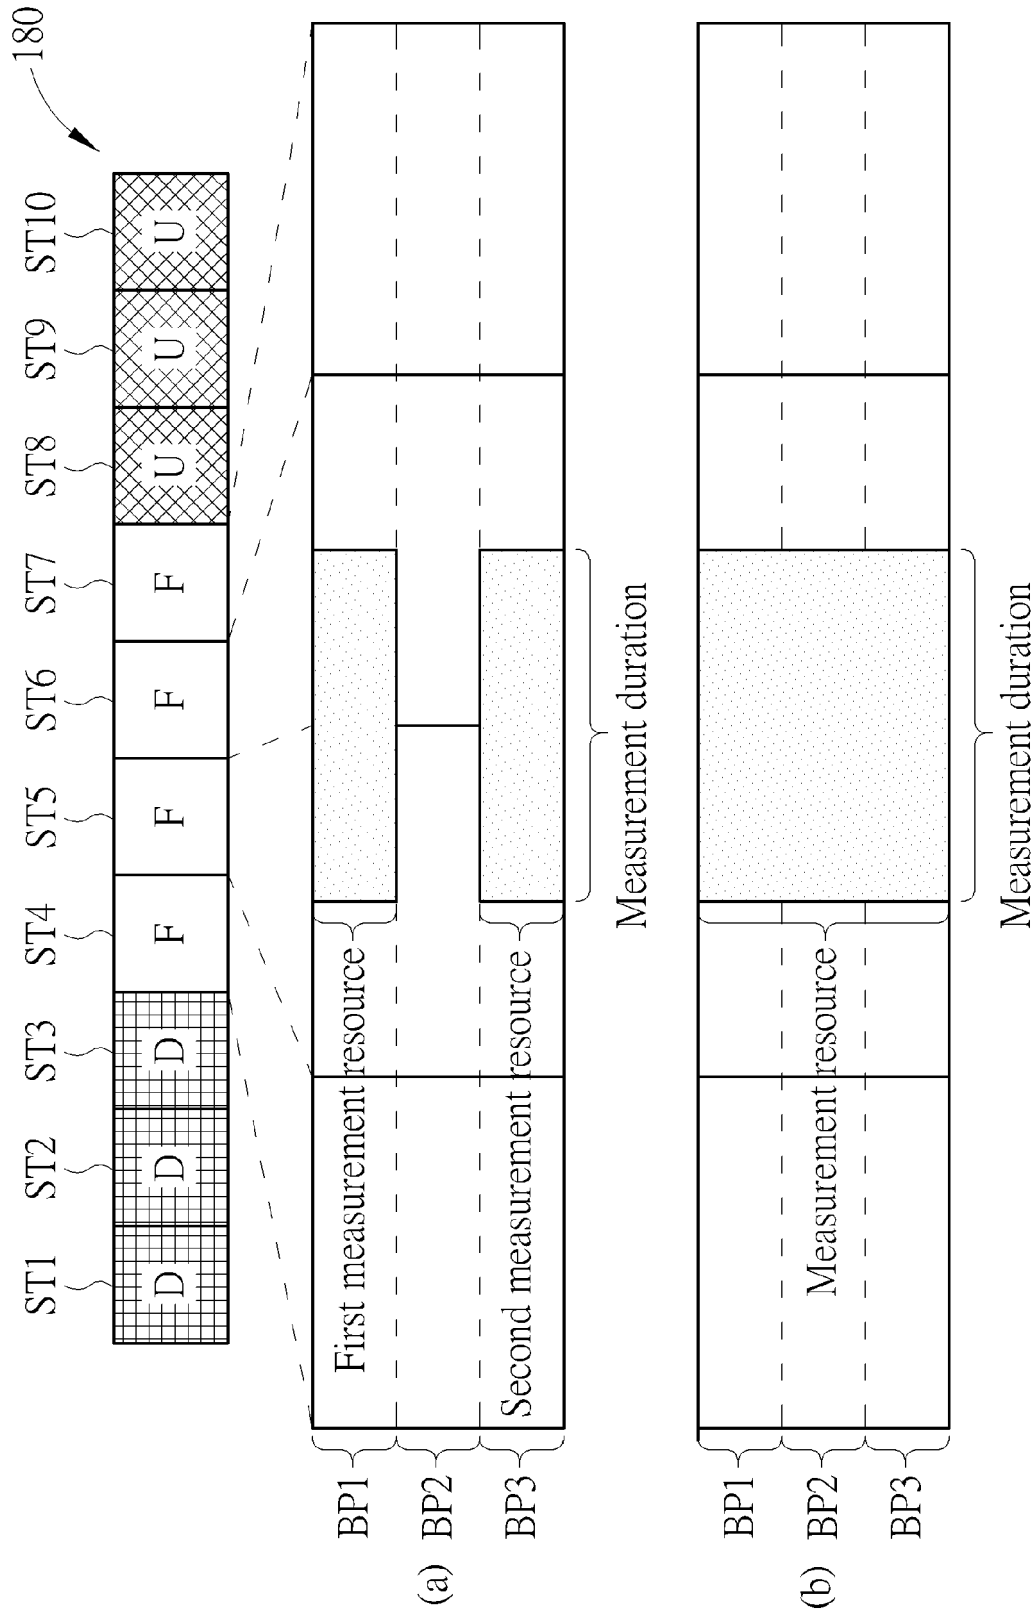 180
ST1 ST2 ST3 ST4 ST5 ST6 ST7 ST8 ST9 ST10
D D D F F F F U U U
(a)
BP1
First measurement resource
BP2
BP3
Second measurement resource
Measurement duration
(b)
BP1
BP2
Measurement resource
BP3
Measurement duration